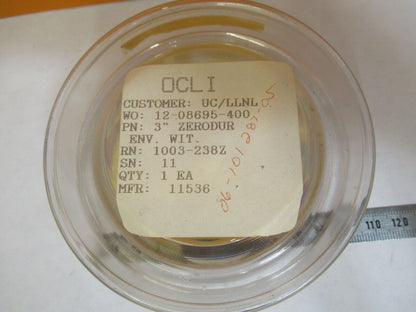 OCLI
CUSTOMER: UC/LLNL
WO: 12-08695-400
PN: 3" ZERODUR
ENV. WIT.
RN: 1003-238Z
SN: 11
QTY: 1 EA
MFR: 11536
110 120